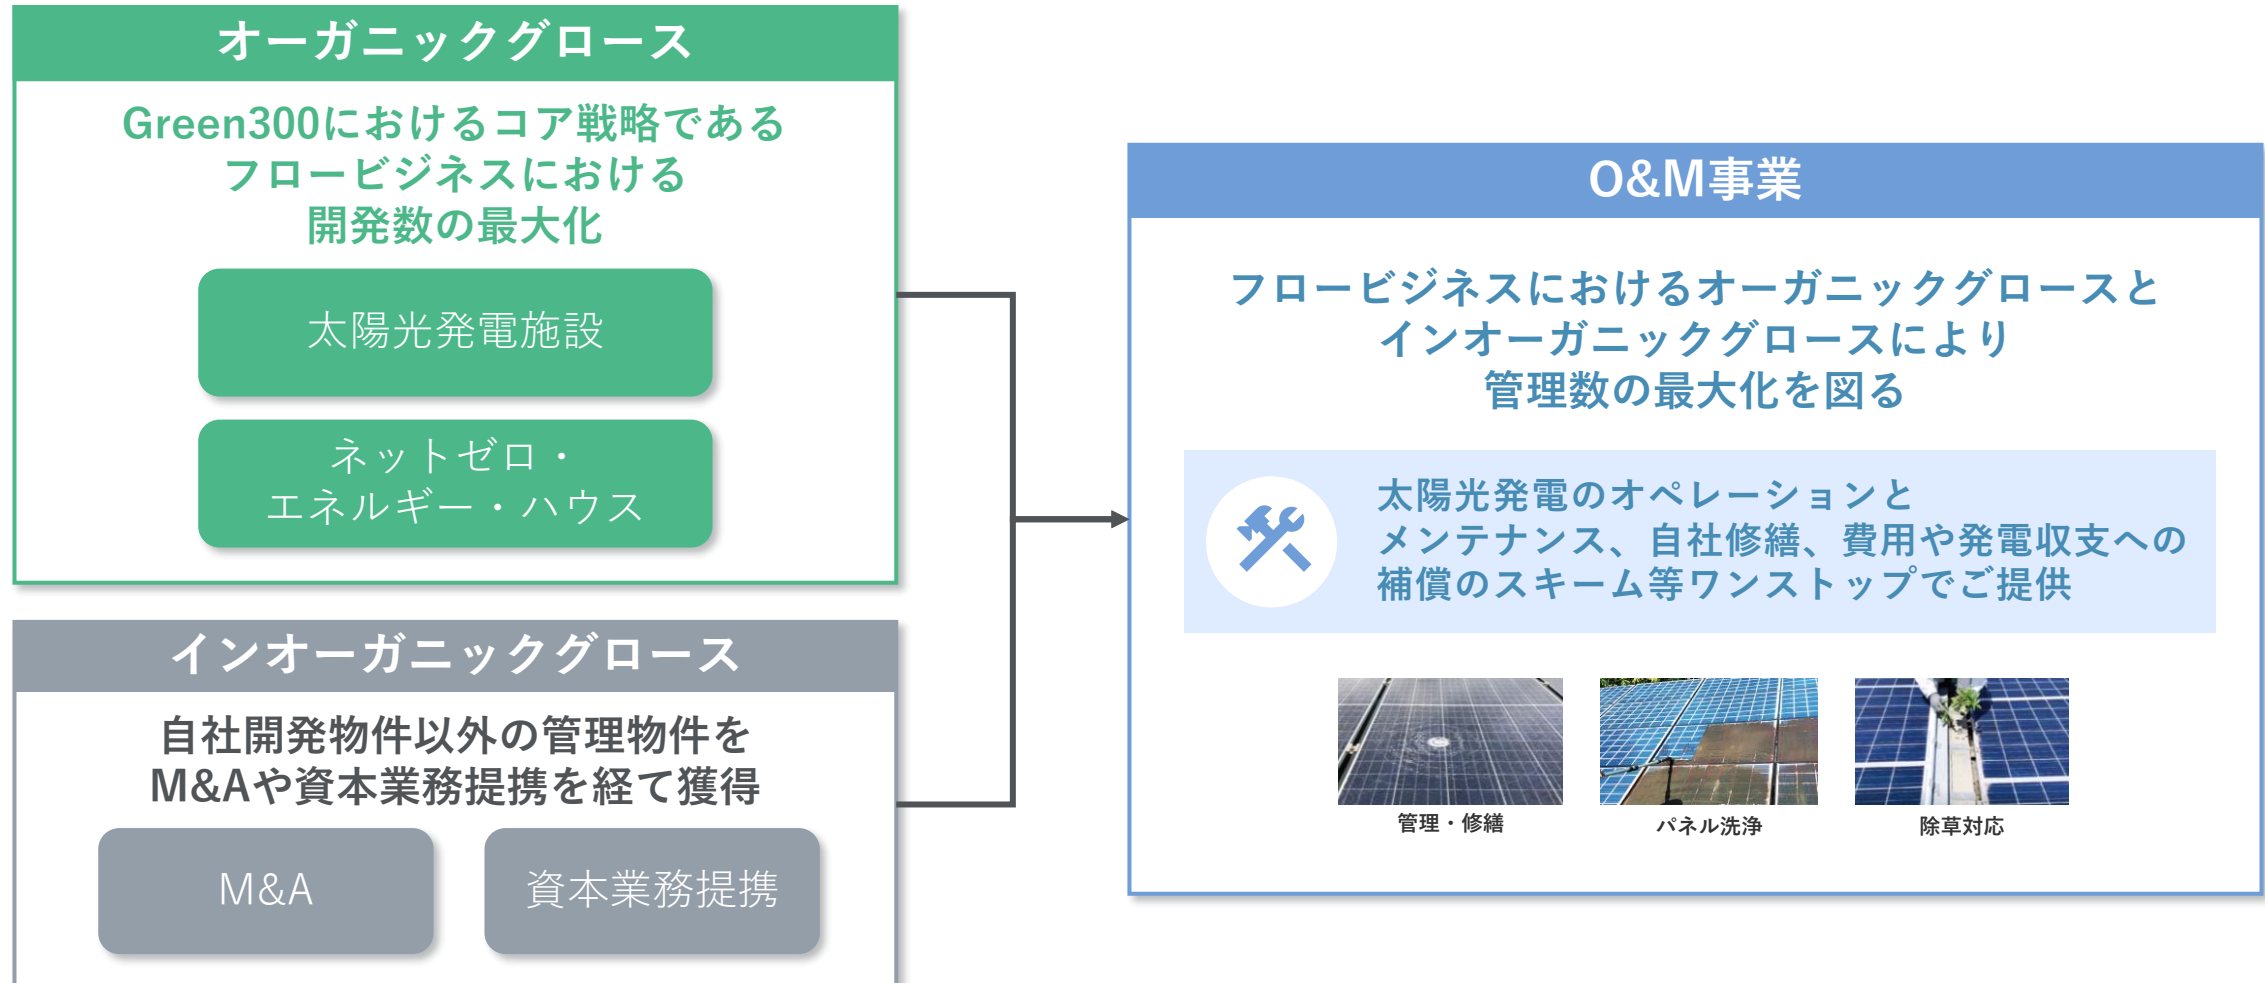 オーガニックグロース
Green300におけるコア戦略である
フロービジネスにおける
開発数の最大化
太陽光発電施設
ネットゼロ・
エネルギー・ハウス
インオーガニックグロース
自社開発物件以外の管理物件を
M&Aや資本業務提携を経て獲得
M&A
資本業務提携
O&M事業
フロービジネスにおけるオーガニックグロースと
インオーガニックグロースにより
管理数の最大化を図る
太陽光発電のオペレーションと
メンテナンス、自社修繕、費用や発電収支への
補償のスキーム等ワンストップでご提供
管理・修繕
パネル洗浄
除草対応